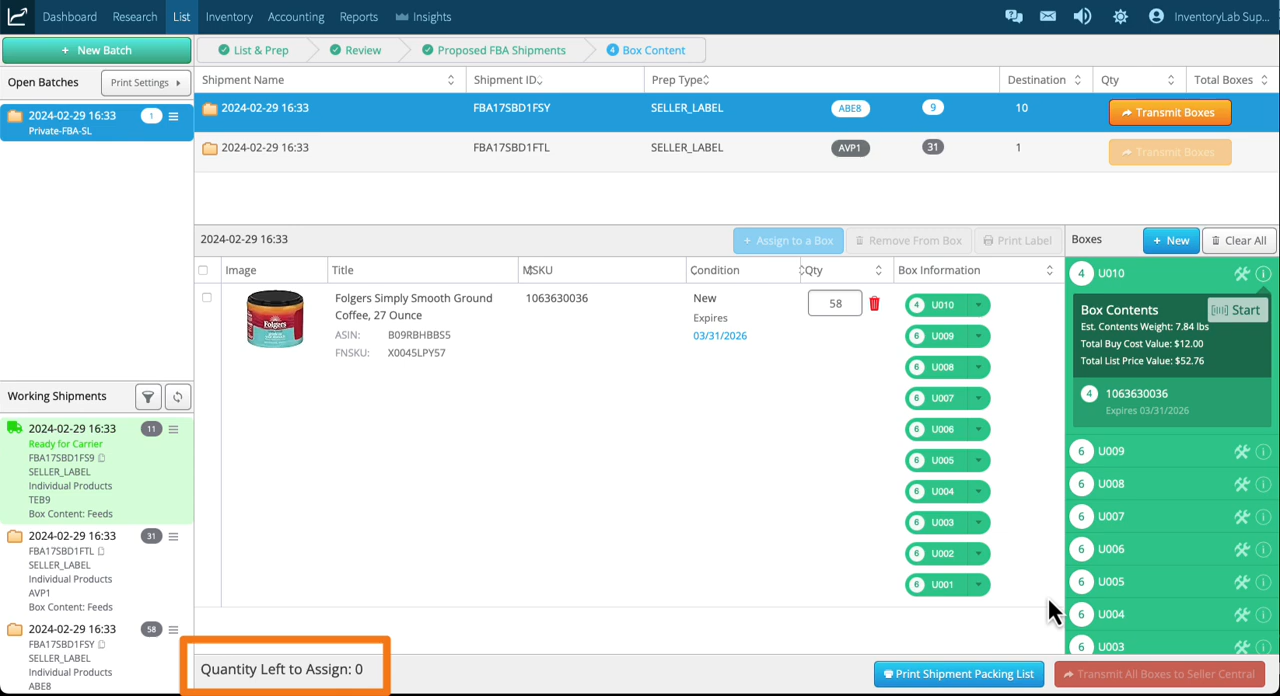 Dashboard Research List Inventory Accounting Reports Insights InventoryLab Sup...
+ New Batch
List & Prep Review Proposed FBA Shipments 4 Box Content
Open Batches Print Settings
2024-02-29 16:33 1
Private-FBA-SL
Shipment Name Shipment ID Prep Type Destination Qty Total Boxes
2024-02-29 16:33 FBA17SBD1FSY SELLER_LABEL ABE8 9 10 Transmit Boxes
2024-02-29 16:33 FBA17SBD1FTL SELLER_LABEL AVP1 31 1 Transmit Boxes
2024-02-29 16:33 + Assign to a Box Remove From Box Print Label
Image Title MSKU Condition Qty Box Information
Folgers Simply Smooth Ground
Coffee, 27 Ounce
ASIN: B09RBHBBS5
FNSKU: X0045LPY57
Folgers
1063630036
New
Expires
03/31/2026
58
4 U010
6 U009
6 U008
6 U007
6 U006
6 U005
6 U004
6 U003
6 U002
6 U001
Boxes + New Clear All
4 U010
Box Contents Start
Est. Contents Weight: 7.84 lbs
Total Buy Cost Value: $12.00
Total List Price Value: $52.76
4 1063630036
Expires 03/31/2026
6 U009
6 U008
6 U007
6 U006
6 U005
6 U004
6 U003
Working Shipments
2024-02-29 16:33 11
Ready for Carrier
FBA17SBD1FS9
SELLER_LABEL
Individual Products
TEB9
Box Content: Feeds
2024-02-29 16:33 31
FBA17SBD1FTL
SELLER_LABEL
Individual Products
AVP1
Box Content: Feeds
2024-02-29 16:33 58
FBA17SBD1FSY
SELLER_LABEL
Individual Products
ABE8
Quantity Left to Assign: 0
Print Shipment Packing List
Transmit All Boxes to Seller Central